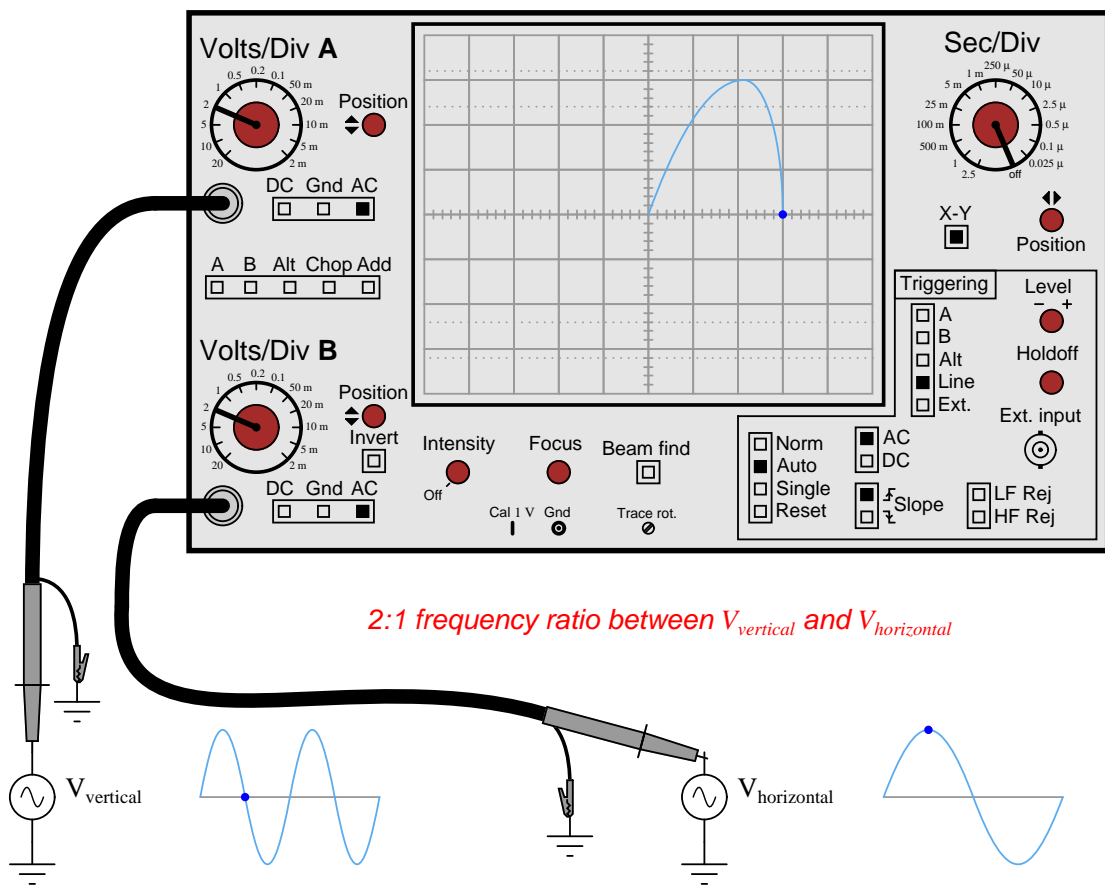 Volts/Div A
0.5 0.2 0.1
1 50 m
2 20 m
5 10 m
10 5 m
20 2 m
Position
DC Gnd AC
A B Alt Chop Add
Volts/Div B
0.5 0.2 0.1
1 50 m
2 20 m
5 10 m
10 5 m
20 2 m
Position
Invert
DC Gnd AC
Intensity
Off
Focus
Beam find
Cal 1 V Gnd
Trace rot.
Sec/Div
250 µ
1 m 50 µ
5 m 10 µ
25 m 2.5 µ
100 m 0.5 µ
500 m 0.1 µ
1 0.025 µ
2.5 off
X-Y
Position
Triggering
A
B
Alt
Line
Ext.
Level
− +
Holdoff
Ext. input
Norm
Auto
Single
Reset
AC
DC
Slope
LF Rej
HF Rej
2:1 frequency ratio between Vvertical and Vhorizontal
Vvertical
Vhorizontal